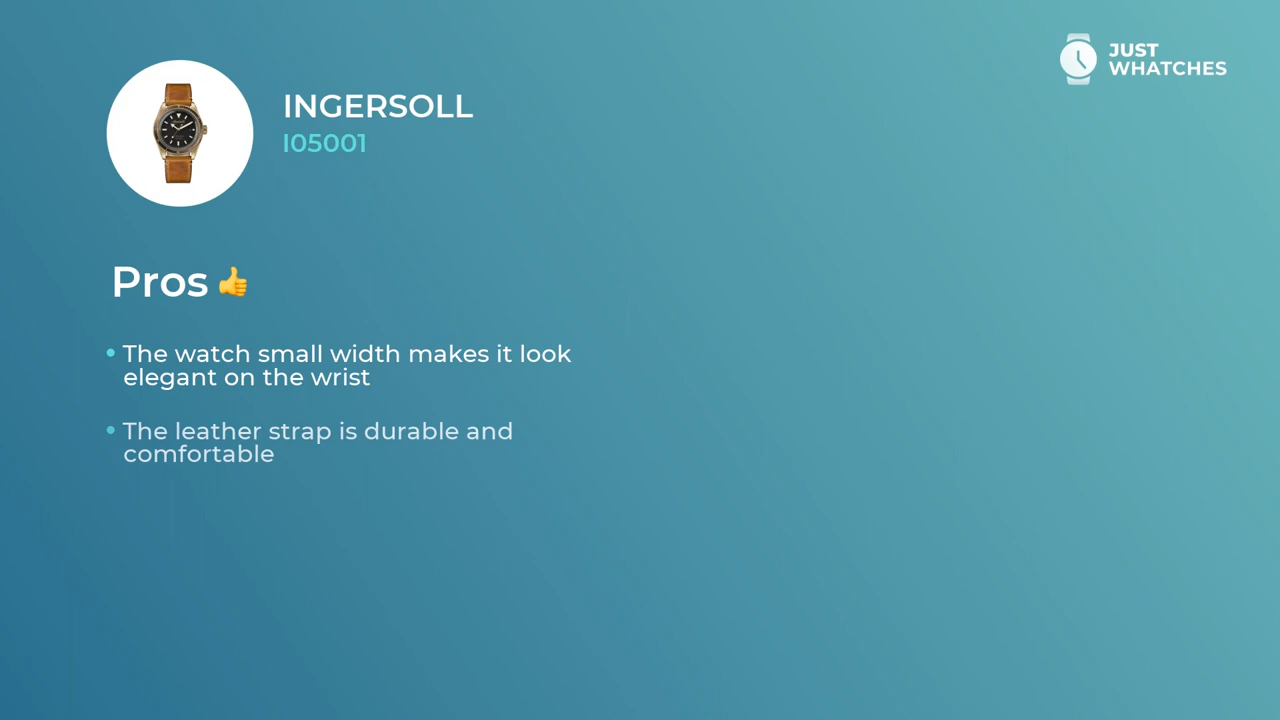 JUST
WHATCHES
INGERSOLL
I05001
Pros 👍
• The watch small width makes it look
elegant on the wrist
• The leather strap is durable and
comfortable